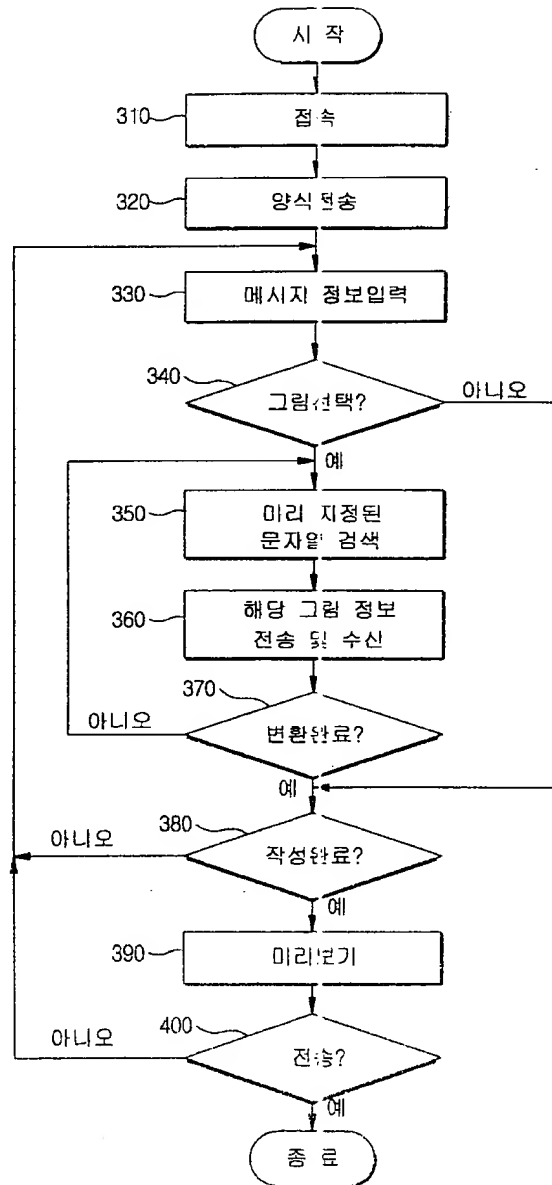 시 작
310
접속
320
양식전송
330
메시지 정보입력
340
그림선택?
아니오
예
350
미리 지정된
문자열 검색
360
해당 그림 정보
전송 및 수신
370
아니오
변환완료?
예
380
아니오
작성완료?
예
390
미리보기
400
아니오
전송?
예
종 료